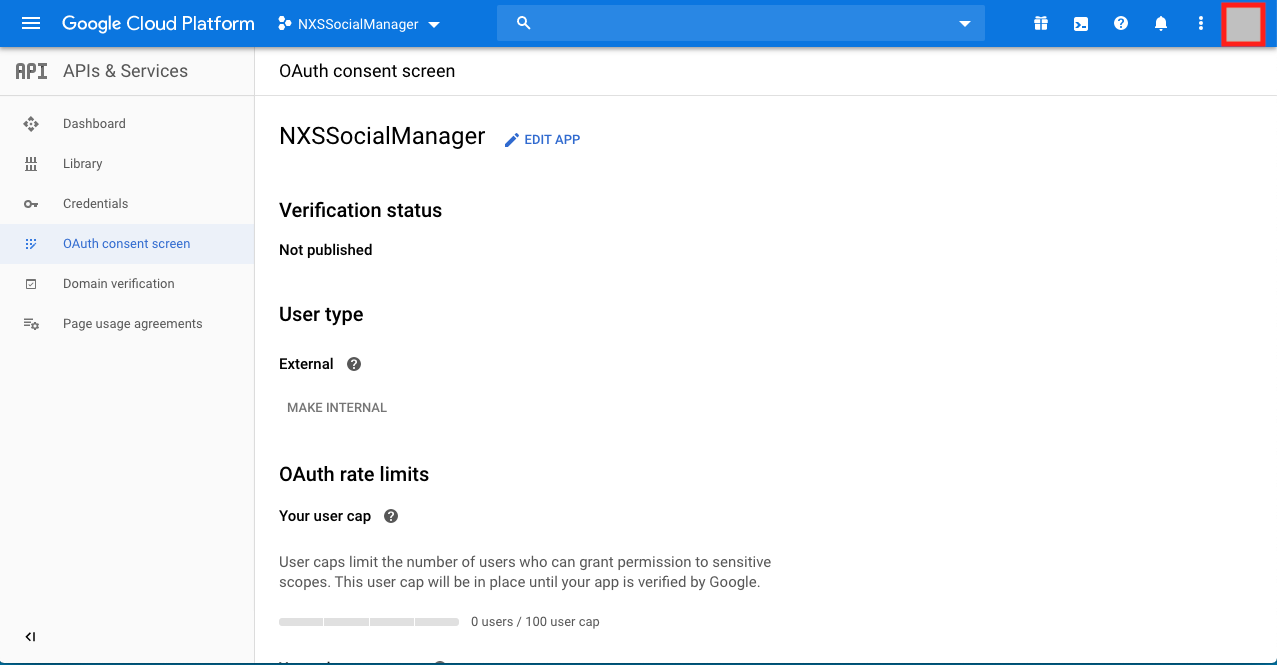 Google Cloud Platform
NXSSocialManager
API APIs & Services
OAuth consent screen
Dashboard
Library
Credentials
OAuth consent screen
Domain verification
Page usage agreements
NXSSocialManager
EDIT APP
Verification status
Not published
User type
External
MAKE INTERNAL
OAuth rate limits
Your user cap
User caps limit the number of users who can grant permission to sensitive
scopes. This user cap will be in place until your app is verified by Google.
0 users / 100 user cap